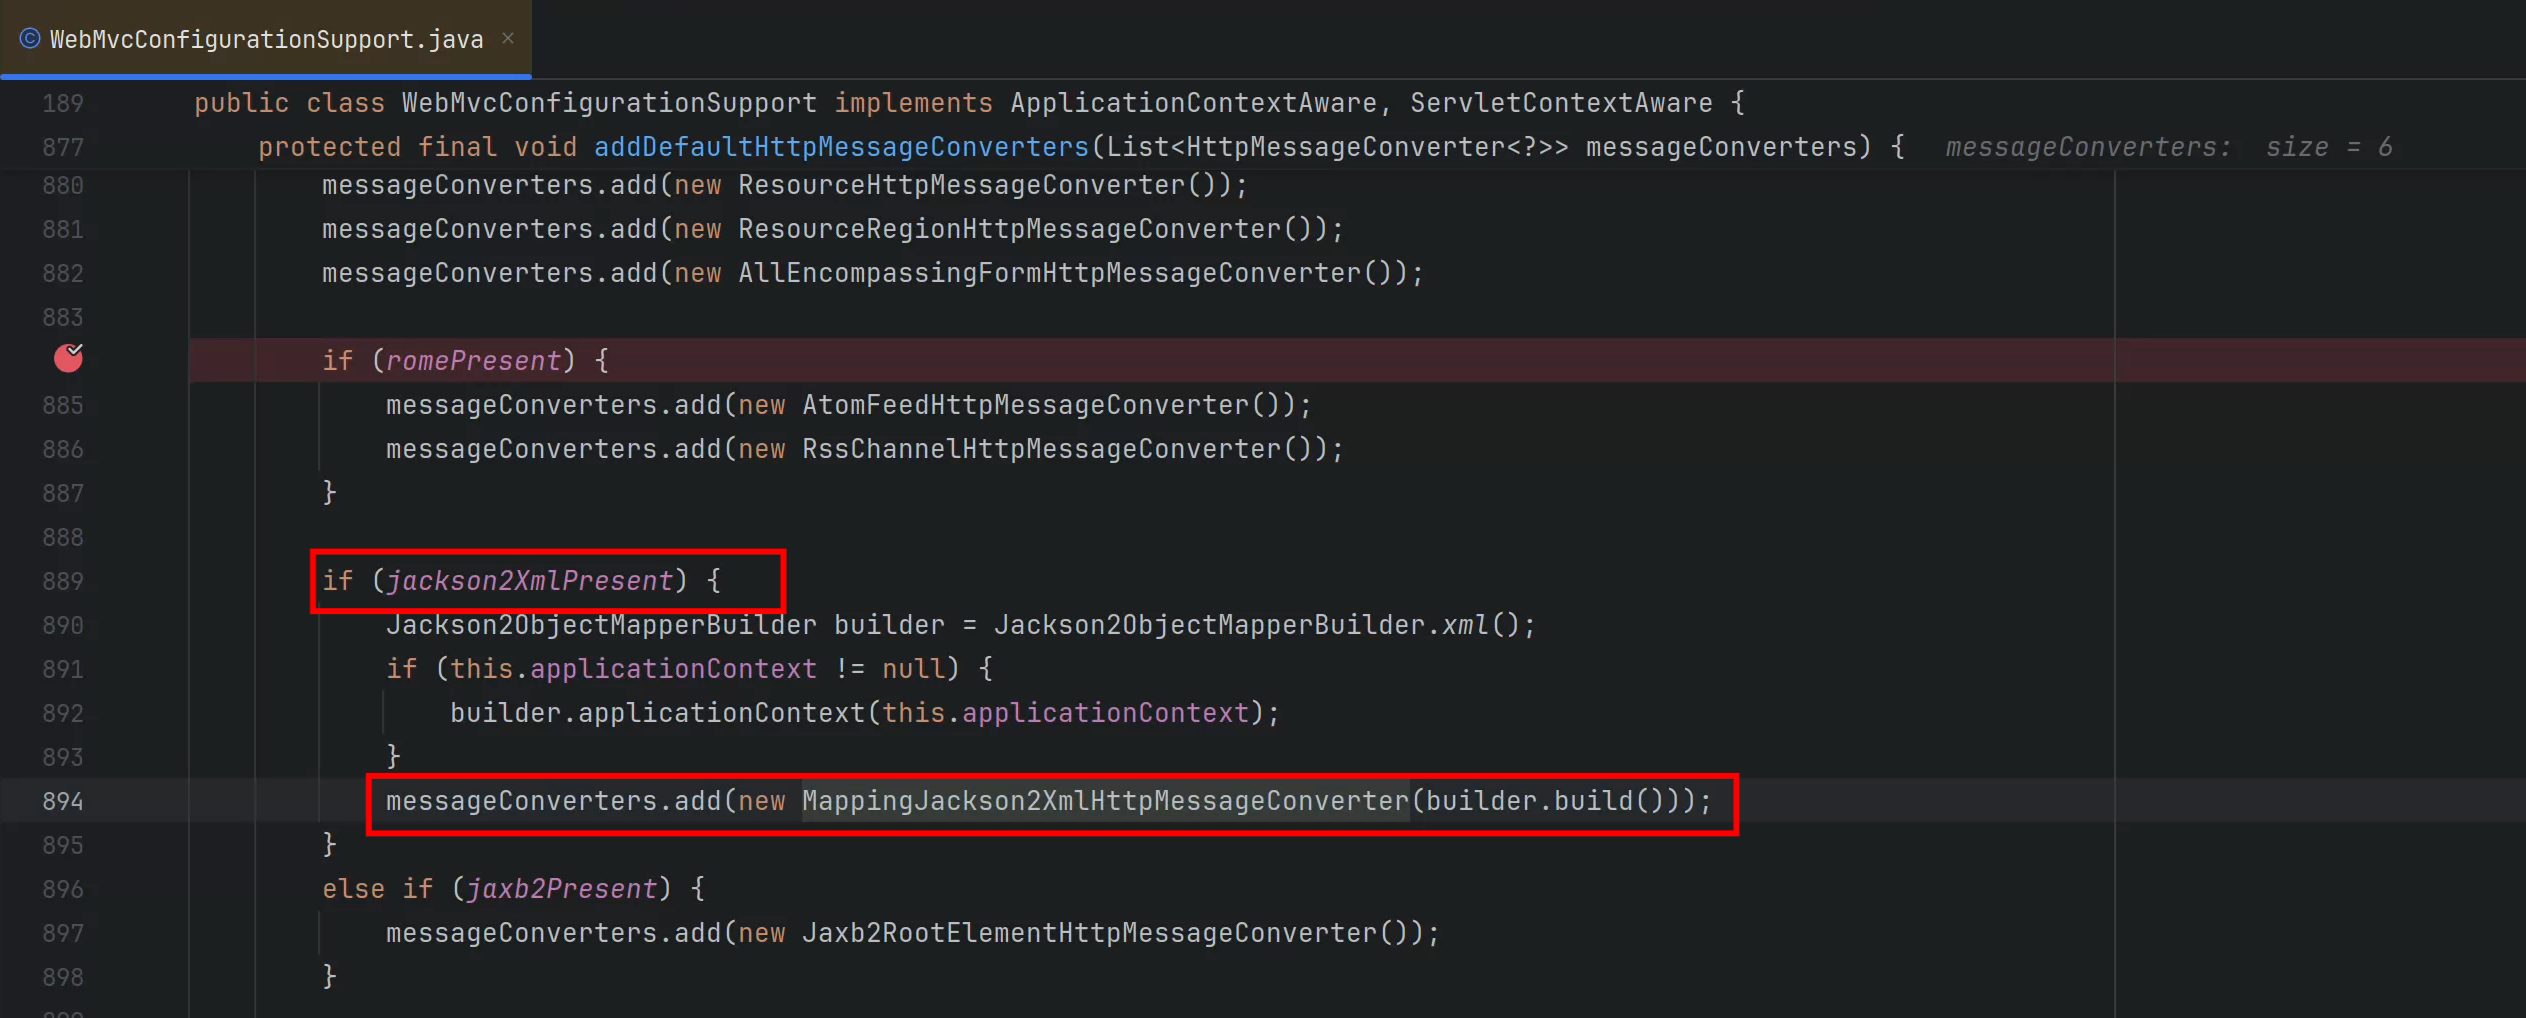 WebMvcConfigurationSupport.java
189 public class WebMvcConfigurationSupport implements ApplicationContextAware, ServletContextAware {
877 protected final void addDefaultHttpMessageConverters(List<HttpMessageConverter<?>> messageConverters) { messageConverters: size = 6
880 messageConverters.add(new ResourceHttpMessageConverter());
881 messageConverters.add(new ResourceRegionHttpMessageConverter());
882 messageConverters.add(new AllEncompassingFormHttpMessageConverter());
883
if (romePresent) {
885 messageConverters.add(new AtomFeedHttpMessageConverter());
886 messageConverters.add(new RssChannelHttpMessageConverter());
887 }
888
889 if (jackson2XmlPresent) {
890 Jackson2ObjectMapperBuilder builder = Jackson2ObjectMapperBuilder.xml();
891 if (this.applicationContext != null) {
892 builder.applicationContext(this.applicationContext);
893 }
894 messageConverters.add(new MappingJackson2XmlHttpMessageConverter(builder.build()));
895 }
896 else if (jaxb2Present) {
897 messageConverters.add(new Jaxb2RootElementHttpMessageConverter());
898 }